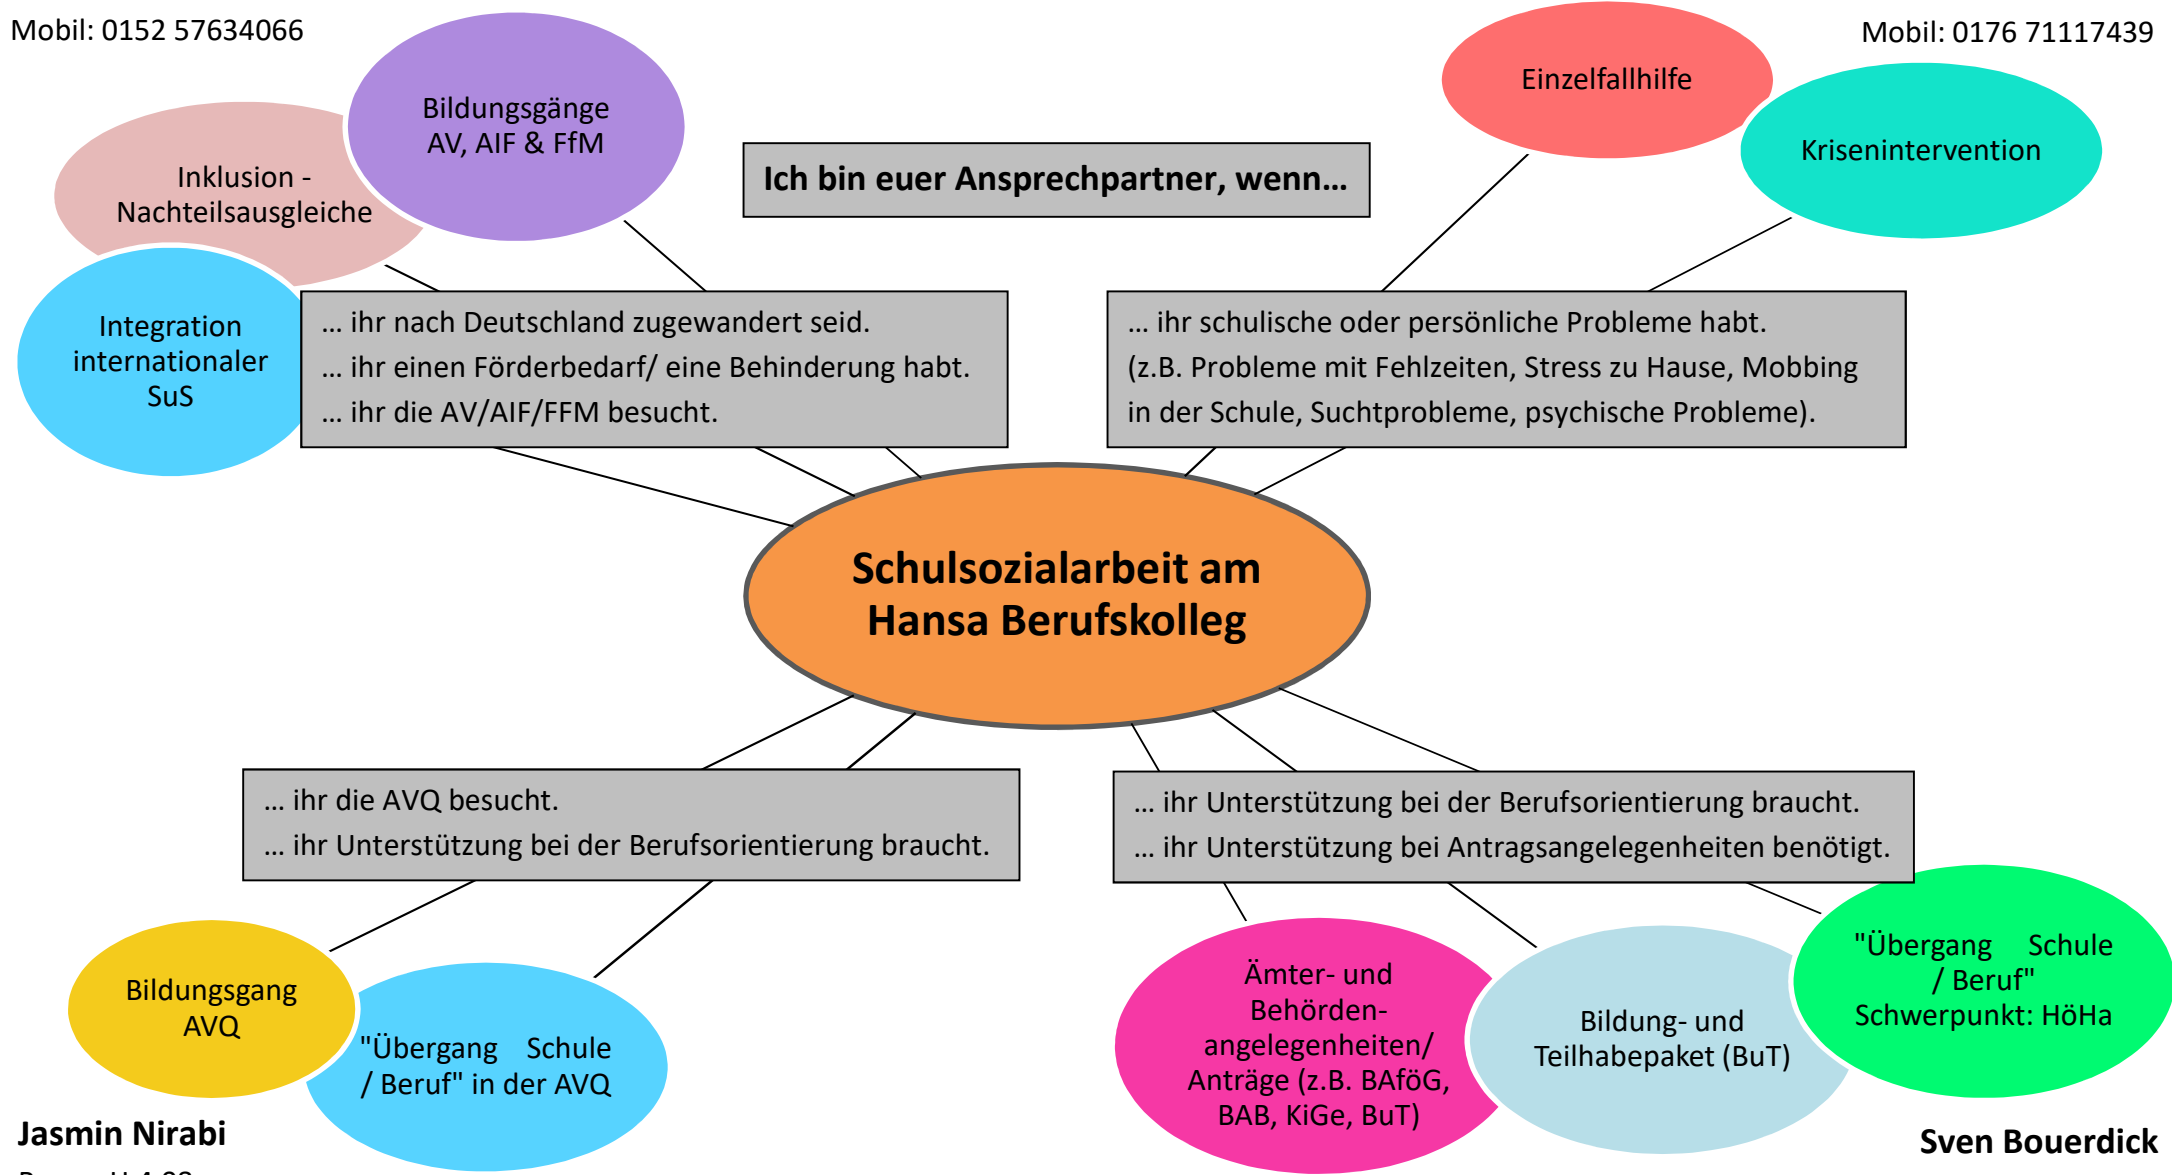 Mobil: 0152 57634066
Mobil: 0176 71117439
Bildungsgänge
AV, AIF & FfM
Inklusion -
Nachteilsausgleiche
Integration
internationaler
SuS
Einzelfallhilfe
Krisenintervention
Ich bin euer Ansprechpartner, wenn…
… ihr nach Deutschland zugewandert seid.
… ihr einen Förderbedarf/ eine Behinderung habt.
… ihr die AV/AIF/FFM besucht.
… ihr schulische oder persönliche Probleme habt.
(z.B. Probleme mit Fehlzeiten, Stress zu Hause, Mobbing
in der Schule, Suchtprobleme, psychische Probleme).
Schulsozialarbeit am
Hansa Berufskolleg
… ihr die AVQ besucht.
… ihr Unterstützung bei der Berufsorientierung braucht.
… ihr Unterstützung bei der Berufsorientierung braucht.
… ihr Unterstützung bei Antragsangelegenheiten benötigt.
Bildungsgang
AVQ
"Übergang Schule
/ Beruf" in der AVQ
Ämter- und
Behörden-
angelegenheiten/
Anträge (z.B. BAföG,
BAB, KiGe, BuT)
Bildung- und
Teilhabepaket (BuT)
"Übergang Schule
/ Beruf"
Schwerpunkt: HöHa
Jasmin Nirabi
Sven Bouerdick